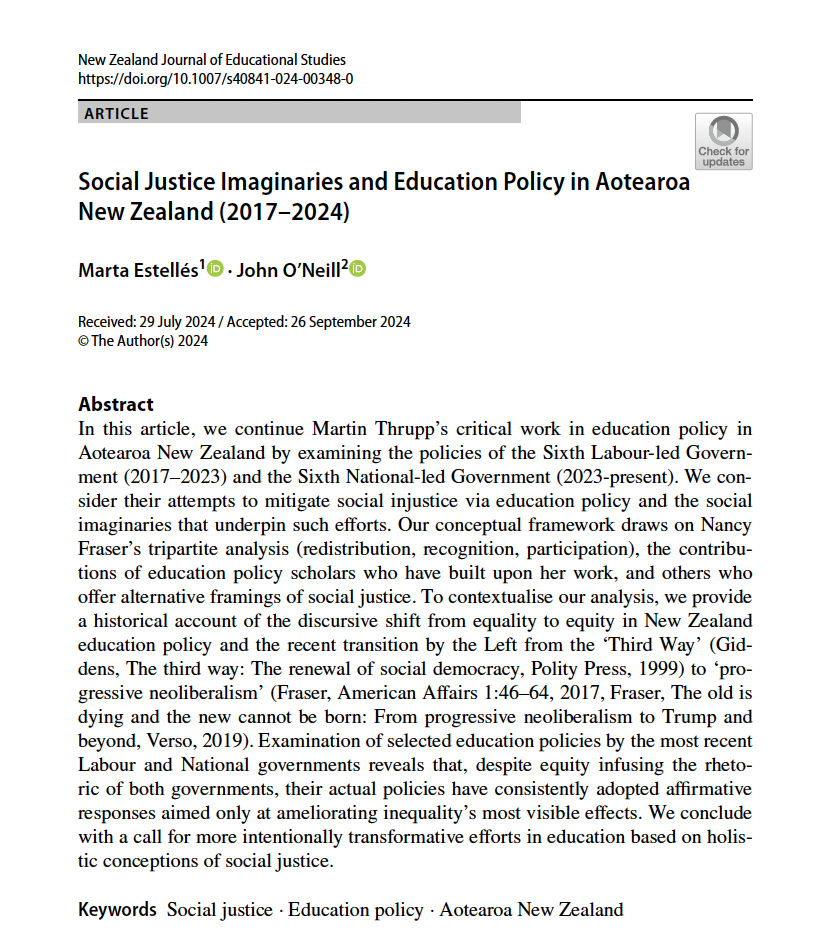 New Zealand Journal of Educational Studies
https://doi.org/10.1007/s40841-024-00348-0
ARTICLE
Check for
updates
Social Justice Imaginaries and Education Policy in Aotearoa
New Zealand (2017–2024)
Marta Estellés1 iD · John O’Neill2 iD
Received: 29 July 2024 / Accepted: 26 September 2024
© The Author(s) 2024
Abstract
In this article, we continue Martin Thrupp’s critical work in education policy in
Aotearoa New Zealand by examining the policies of the Sixth Labour-led Govern-
ment (2017–2023) and the Sixth National-led Government (2023-present). We con-
sider their attempts to mitigate social injustice via education policy and the social
imaginaries that underpin such efforts. Our conceptual framework draws on Nancy
Fraser’s tripartite analysis (redistribution, recognition, participation), the contribu-
tions of education policy scholars who have built upon her work, and others who
offer alternative framings of social justice. To contextualise our analysis, we provide
a historical account of the discursive shift from equality to equity in New Zealand
education policy and the recent transition by the Left from the ‘Third Way’ (Gid-
dens, The third way: The renewal of social democracy, Polity Press, 1999) to ‘pro-
gressive neoliberalism’ (Fraser, American Affairs 1:46–64, 2017, Fraser, The old is
dying and the new cannot be born: From progressive neoliberalism to Trump and
beyond, Verso, 2019). Examination of selected education policies by the most recent
Labour and National governments reveals that, despite equity infusing the rheto-
ric of both governments, their actual policies have consistently adopted affirmative
responses aimed only at ameliorating inequality’s most visible effects. We conclude
with a call for more intentionally transformative efforts in education based on holis-
tic conceptions of social justice.
Keywords Social justice · Education policy · Aotearoa New Zealand